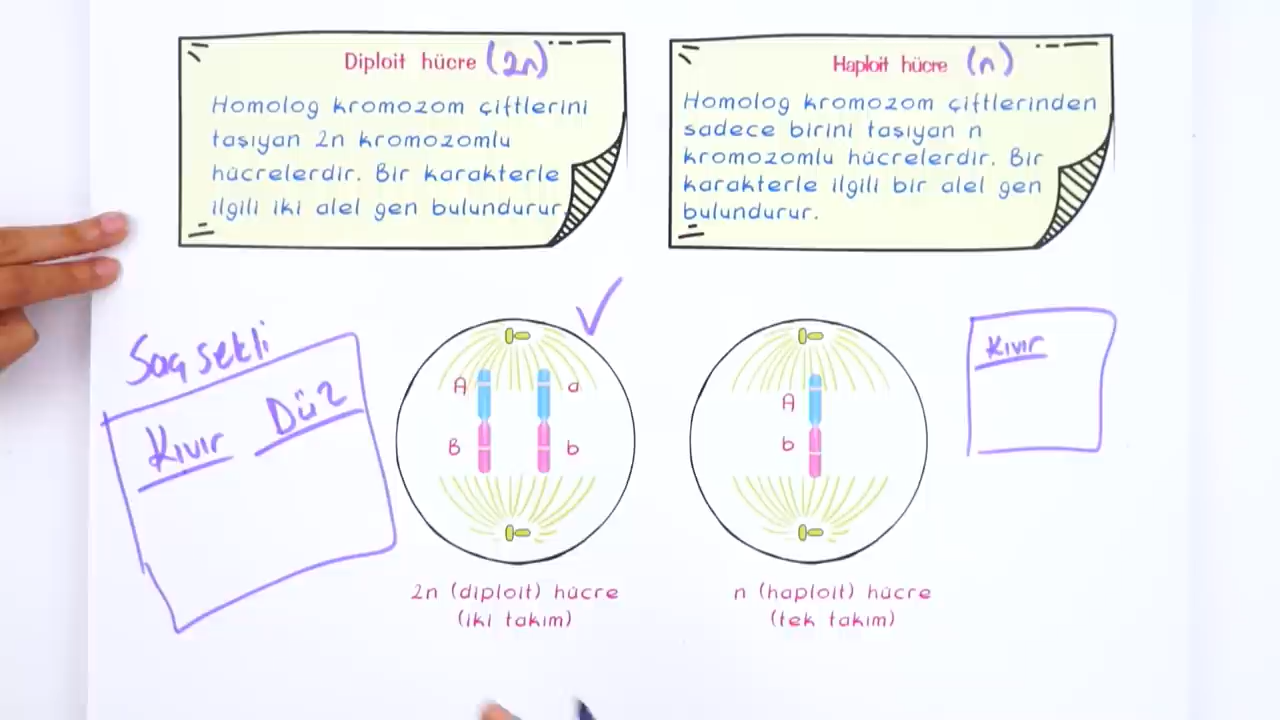 Diploit hücre (2n)
Homolog kromozom çiftlerini
taşıyan 2n kromozomlu
hücrelerdir. Bir karakterle
ilgili iki alel gen bulundurur.
Haploit hücre (n)
Homolog kromozom çiftlerinden
sadece birini taşıyan n
kromozomlu hücrelerdir. Bir
karakterle ilgili bir alel gen
bulundurur.
Saç şekli
Kıvır Düz
A a
B b
2n (diploit) hücre
(iki takım)
A
b
n (haploit) hücre
(tek takım)
Kıvır